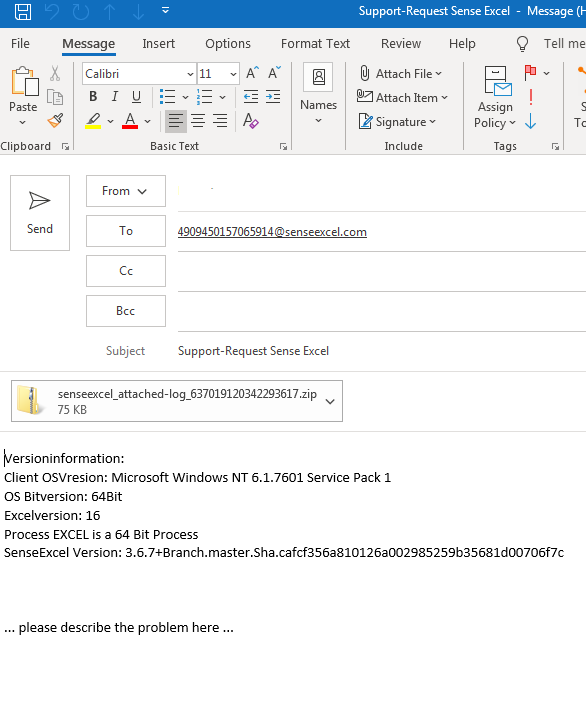 Support-Request Sense Excel - Message (H
File Message Insert Options Format Text Review Help Tell me
Paste
Calibri 11 A A
B I U
A
Names
Attach File
Attach Item
Signature
Assign
Policy
S
To
Clipboard Basic Text Include Tags
Send
From
To 4909450157065914@senseexcel.com
Cc
Bcc
Subject Support-Request Sense Excel
senseexcel_attached-log_637019120342293617.zip
75 KB
Versioninformation:
Client OSVresion: Microsoft Windows NT 6.1.7601 Service Pack 1
OS Bitversion: 64Bit
Excelversion: 16
Process EXCEL is a 64 Bit Process
SenseExcel Version: 3.6.7+Branch.master.Sha.cafcf356a810126a002985259b35681d00706f7c
... please describe the problem here ...